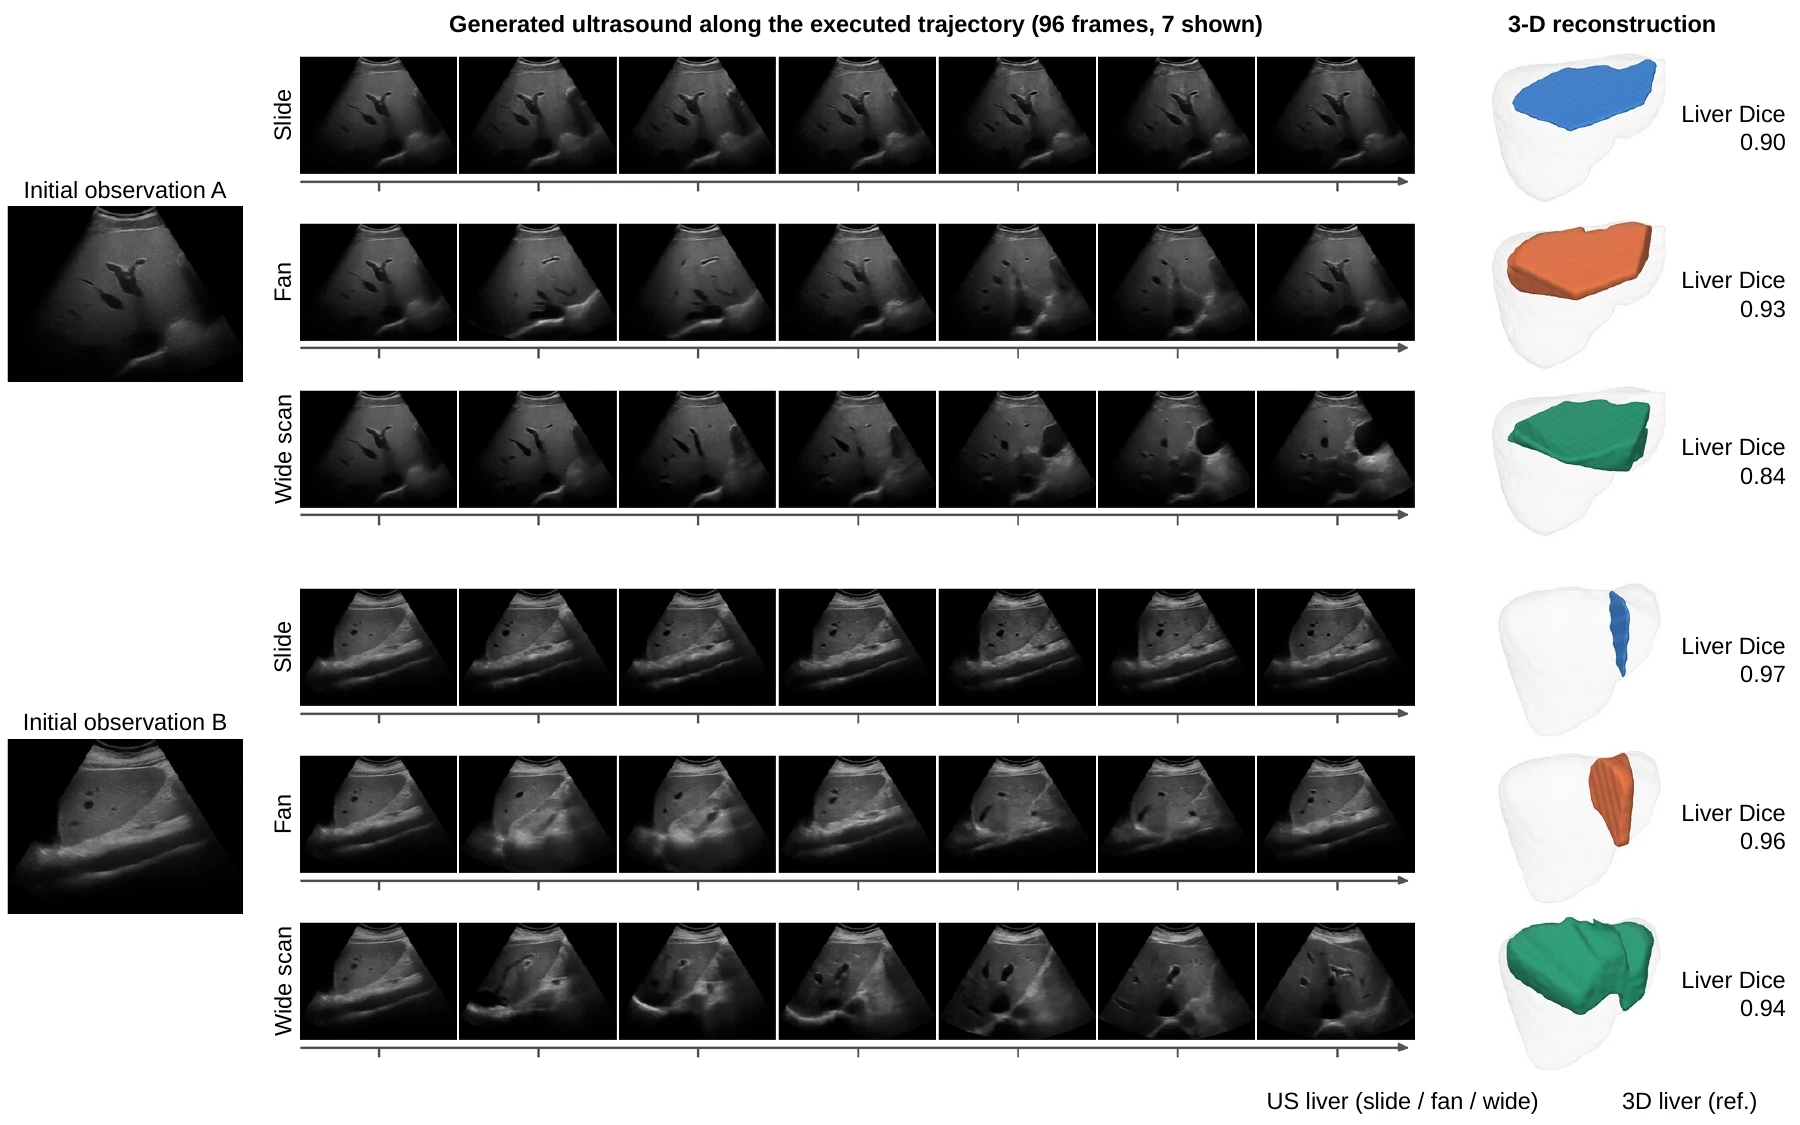 Generated ultrasound along the executed trajectory (96 frames, 7 shown)
3-D reconstruction
Initial observation A
Slide
Liver Dice
0.90
Fan
Liver Dice
0.93
Wide scan
Liver Dice
0.84
Initial observation B
Slide
Liver Dice
0.97
Fan
Liver Dice
0.96
Wide scan
Liver Dice
0.94
US liver (slide / fan / wide)
3D liver (ref.)